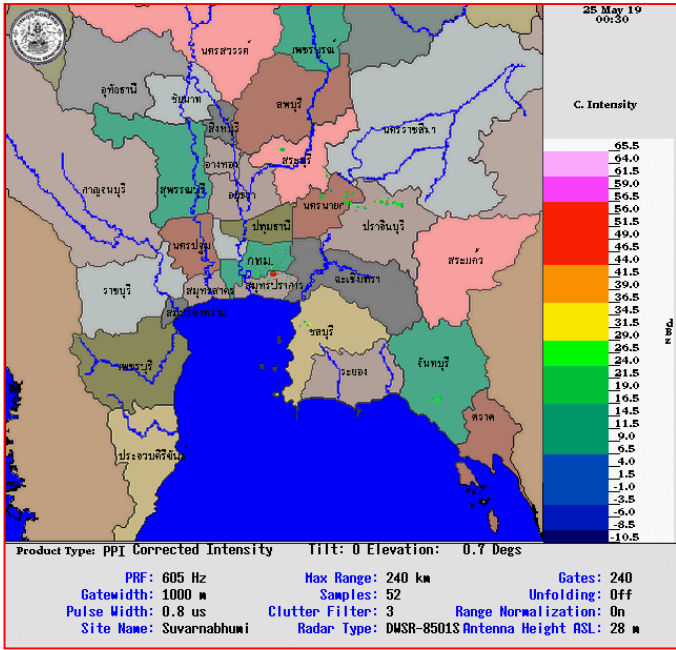 25 May 19
00:30
C. Intensity
65.5
64.0
61.5
59.0
56.5
56.0
51.5
49.0
46.5
44.0
41.5
39.0
36.5
34.5
31.5
29.0
26.5
24.0
21.5
19.0
16.5
14.5
11.5
9.0
6.5
4.0
1.5
-1.0
-3.5
-6.0
-8.5
-10.5
นครสวรรค์
เพชรบูรณ์
อุทัยธานี
ชัยนาท
ลพบุรี
สิงห์บุรี
นครราชสีมา
อ่างทอง
สระบุรี
กาญจนบุรี
สุพรรณบุรี
อยุธยา
นครนายก
ปทุมธานี
ปราจีนบุรี
นครปฐม
กทม.
สระแก้ว
ราชบุรี
สมุทรสาคร
สมุทรปราการ
ฉะเชิงเทรา
สมุทรสงคราม
ชลบุรี
เพชรบุรี
ระยอง
จันทบุรี
ตราด
ประจวบคีรีขันธ์
Product Type: PPI Corrected Intensity Tilt: 0 Elevation: 0.7 Degs
PRF: 605 Hz Max Range: 240 km Gates: 240
Gatewidth: 1000 m Samples: 52 Unfolding: Off
Pulse Width: 0.8 us Clutter Filter: 3 Range Normalization: On
Site Name: Suvarnabhumi Radar Type: DWSR-8501S Antenna Height ASL: 28 m